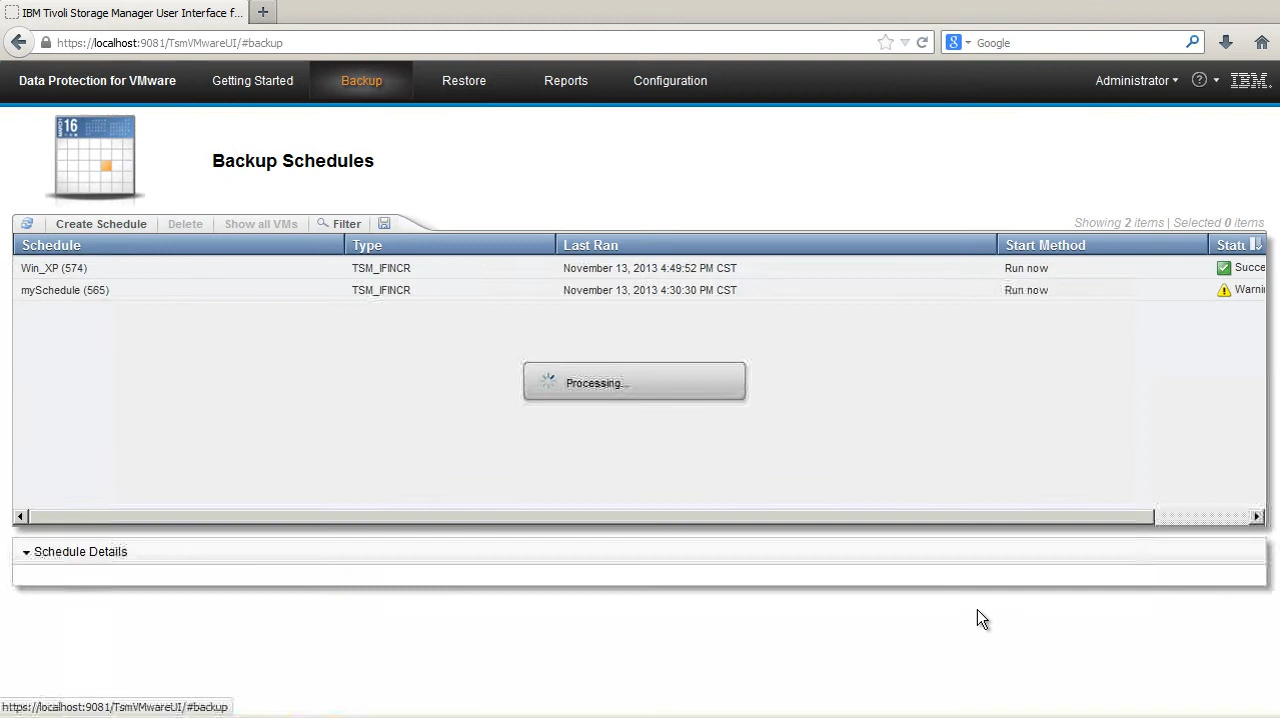 IBM Tivoli Storage Manager User Interface f...
https://localhost:9081/TsmVMwareUI/#backup
Google
Data Protection for VMware Getting Started Backup Restore Reports Configuration Administrator IBM
MARCH 16
Backup Schedules
Create Schedule Delete Show all VMs Filter Showing 2 items | Selected 0 items
Schedule Type Last Ran Start Method Statu
Win_XP (574) TSM_IFINCR November 13, 2013 4:49:52 PM CST Run now Succe
mySchedule (565) TSM_IFINCR November 13, 2013 4:30:30 PM CST Run now Warnin
Processing...
Schedule Details
https://localhost:9081/TsmVMwareUI/#backup